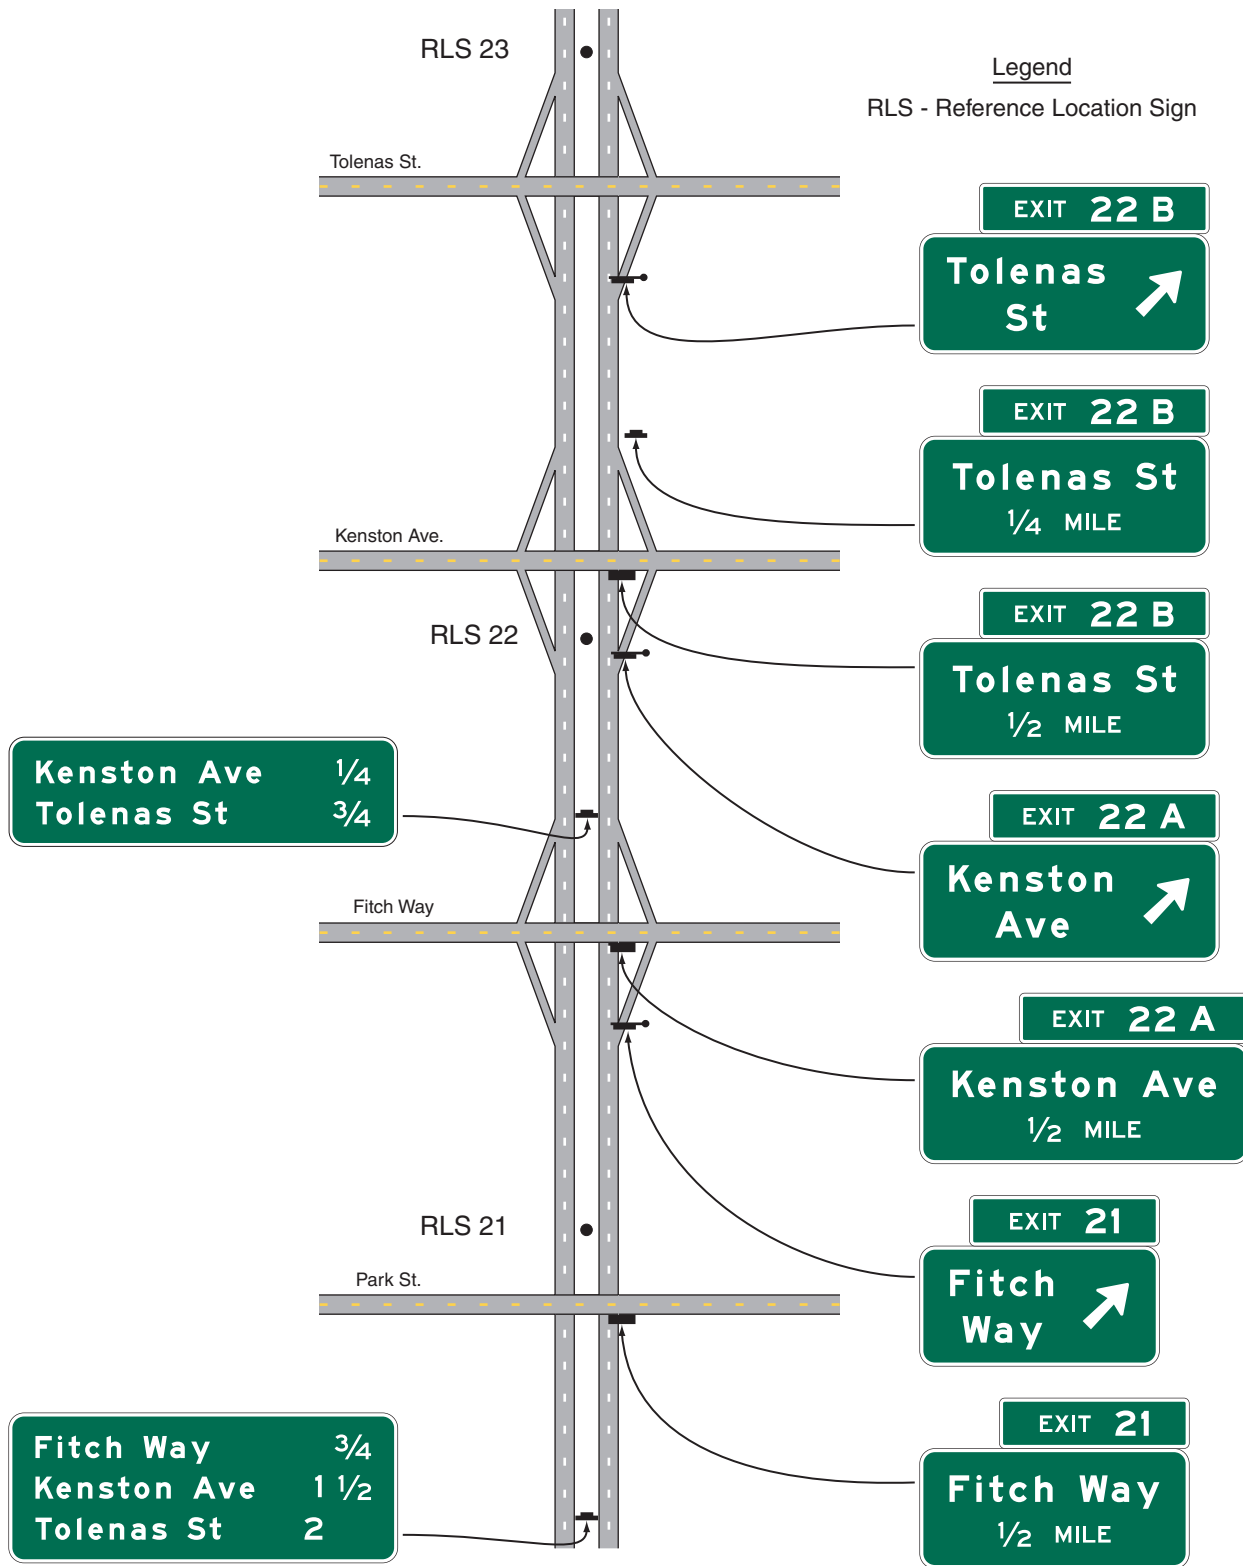 RLS 23
Legend
RLS - Reference Location Sign
Tolenas St.
EXIT 22 B
Tolenas
St
EXIT 22 B
Tolenas St
1/4 MILE
Kenston Ave.
EXIT 22 B
Tolenas St
1/2 MILE
RLS 22
Kenston Ave 1/4
Tolenas St 3/4
EXIT 22 A
Kenston
Ave
Fitch Way
EXIT 22 A
Kenston Ave
1/2 MILE
RLS 21
EXIT 21
Fitch
Way
Park St.
EXIT 21
Fitch Way
1/2 MILE
Fitch Way 3/4
Kenston Ave 1 1/2
Tolenas St 2